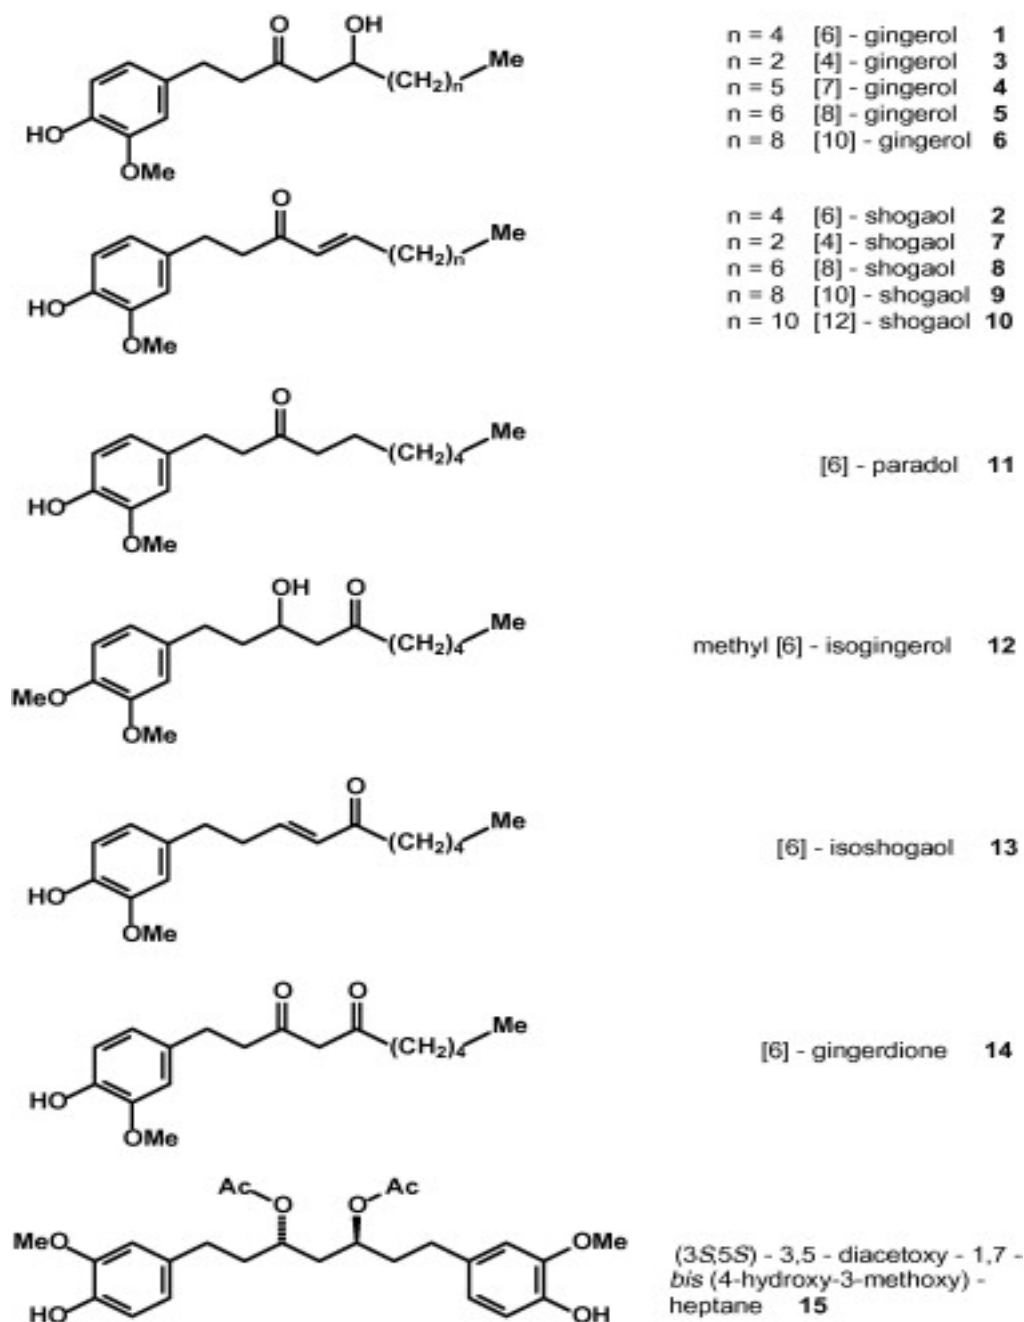 O OH
Me
(CH₂)ₙ
HO
OMe
n = 4 [6] - gingerol 1
n = 2 [4] - gingerol 3
n = 5 [7] - gingerol 4
n = 6 [8] - gingerol 5
n = 8 [10] - gingerol 6
O
Me
(CH₂)ₙ
HO
OMe
n = 4 [6] - shogaol 2
n = 2 [4] - shogaol 7
n = 6 [8] - shogaol 8
n = 8 [10] - shogaol 9
n = 10 [12] - shogaol 10
O
Me
(CH₂)₄
HO
OMe
[6] - paradol 11
OH O
Me
(CH₂)₄
MeO
OMe
methyl [6] - isogingerol 12
O
Me
(CH₂)₄
HO
OMe
[6] - isoshogaol 13
O O
Me
(CH₂)₄
HO
OMe
[6] - gingerdione 14
Ac O O Ac
MeO OMe
HO OH
(3S,5S) - 3,5 - diacetoxy - 1,7 -
bis (4-hydroxy-3-methoxy) -
heptane 15